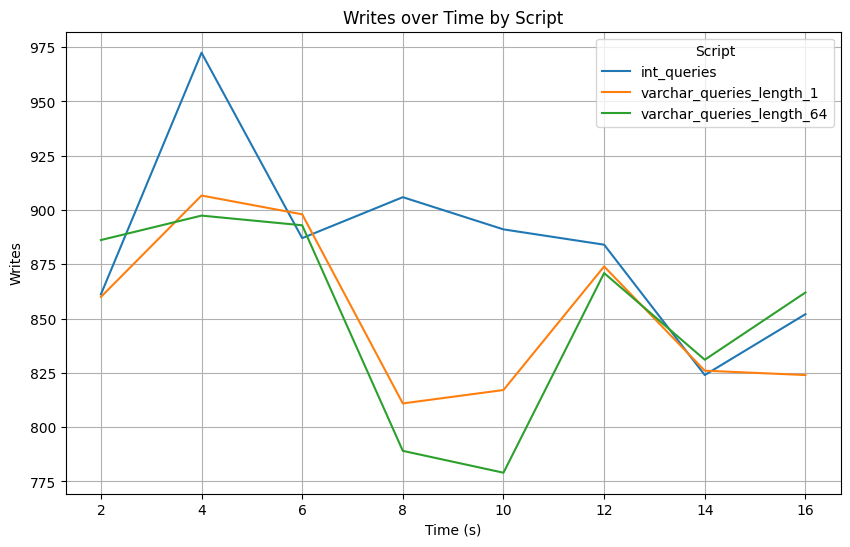 Writes over Time by Script
Script
int_queries
varchar_queries_length_1
varchar_queries_length_64
Writes
975
950
925
900
875
850
825
800
775
2 4 6 8 10 12 14 16
Time (s)